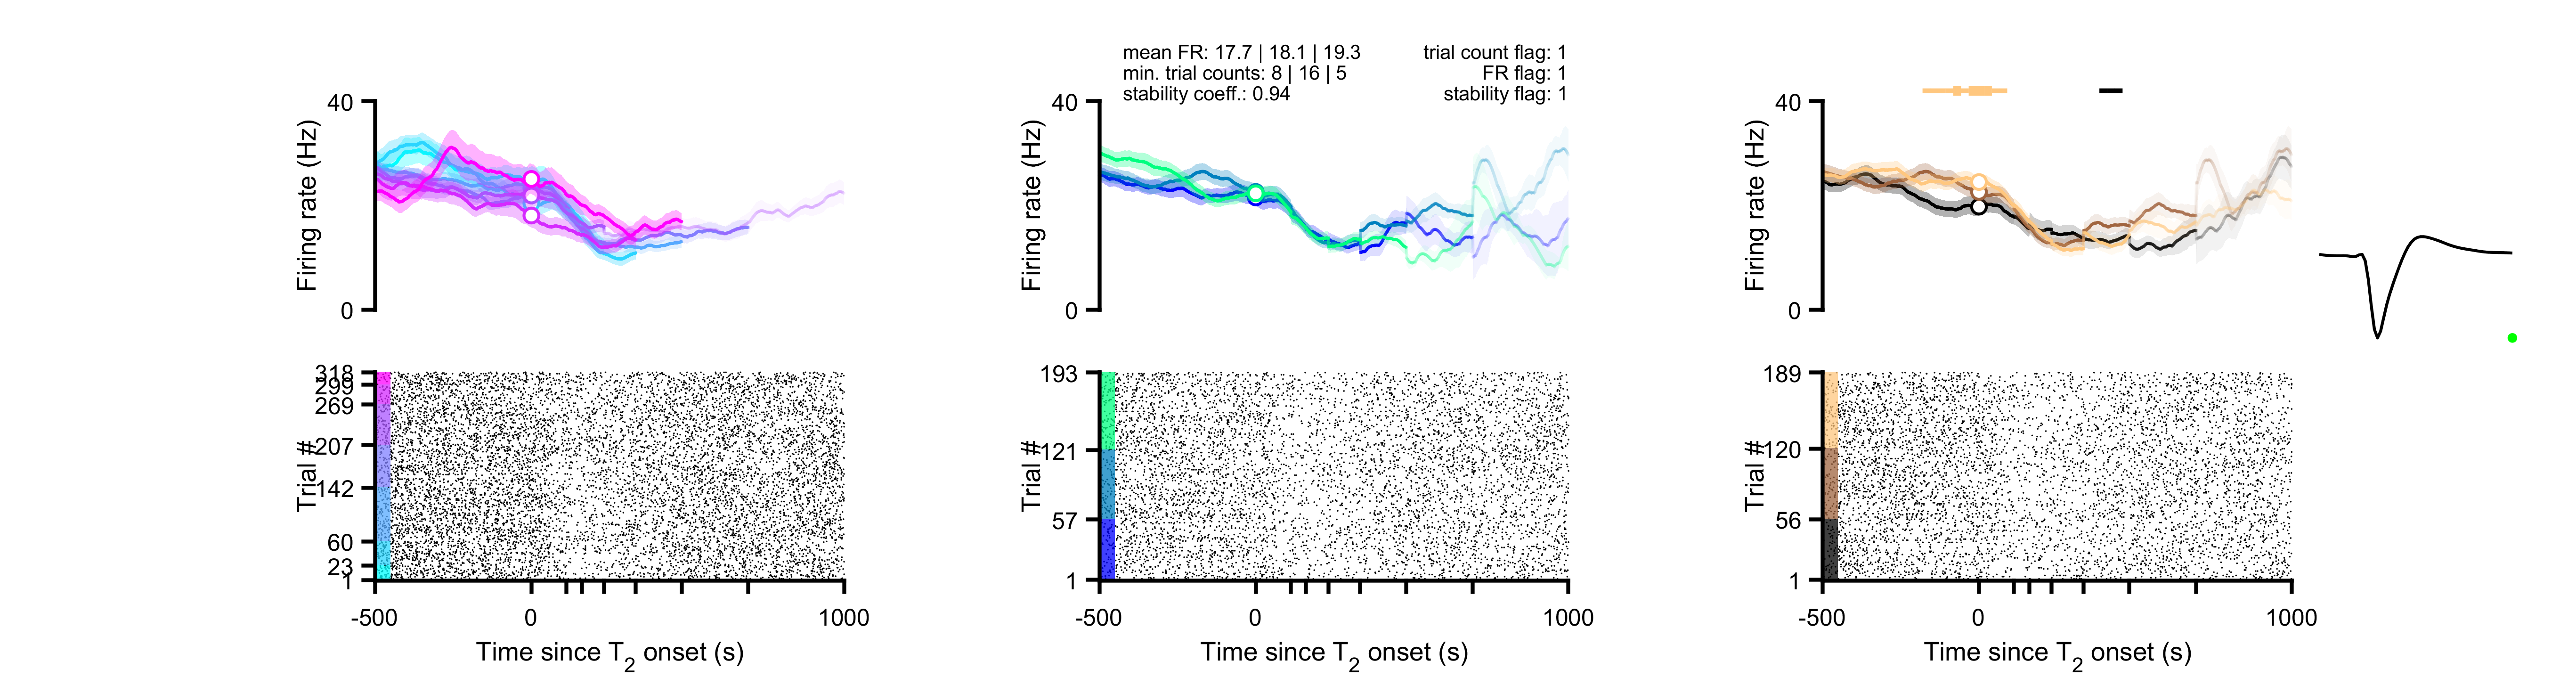 mean FR: 17.7 | 18.1 | 19.3
min. trial counts: 8 | 16 | 5
stability coeff.: 0.94
trial count flag: 1
FR flag: 1
stability flag: 1
40
Firing rate (Hz)
0
40
Firing rate (Hz)
0
40
Firing rate (Hz)
0
318
299
269
207
142
60
23
1
Trial #
-500
0
1000
Time since T2 onset (s)
193
121
57
1
Trial #
-500
0
1000
Time since T2 onset (s)
189
120
56
1
Trial #
-500
0
1000
Time since T2 onset (s)